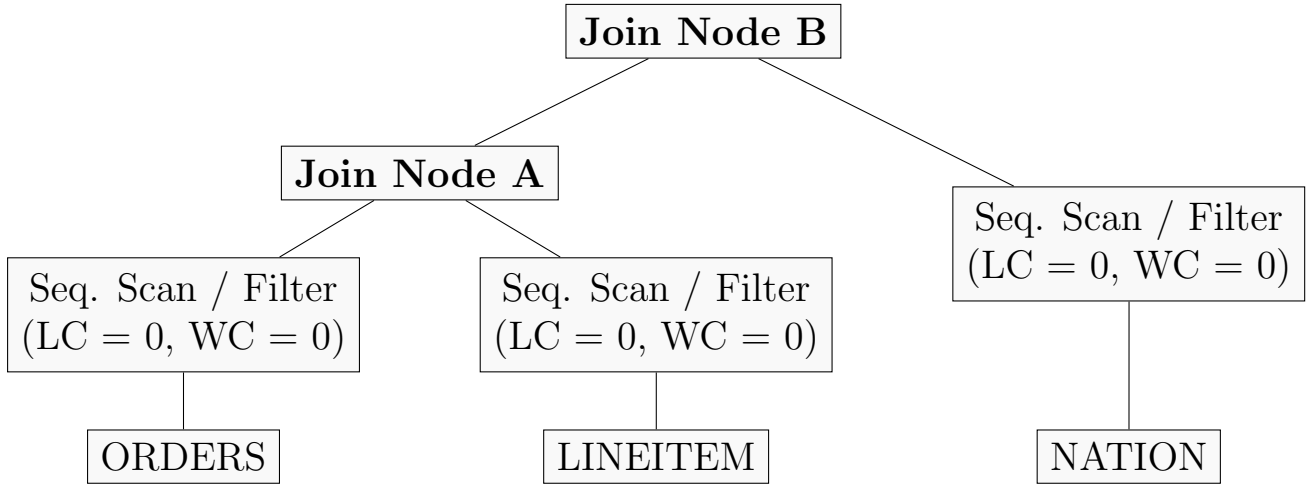 Join Node B
Join Node A
Seq. Scan / Filter
(LC = 0, WC = 0)
Seq. Scan / Filter
(LC = 0, WC = 0)
Seq. Scan / Filter
(LC = 0, WC = 0)
ORDERS
LINEITEM
NATION